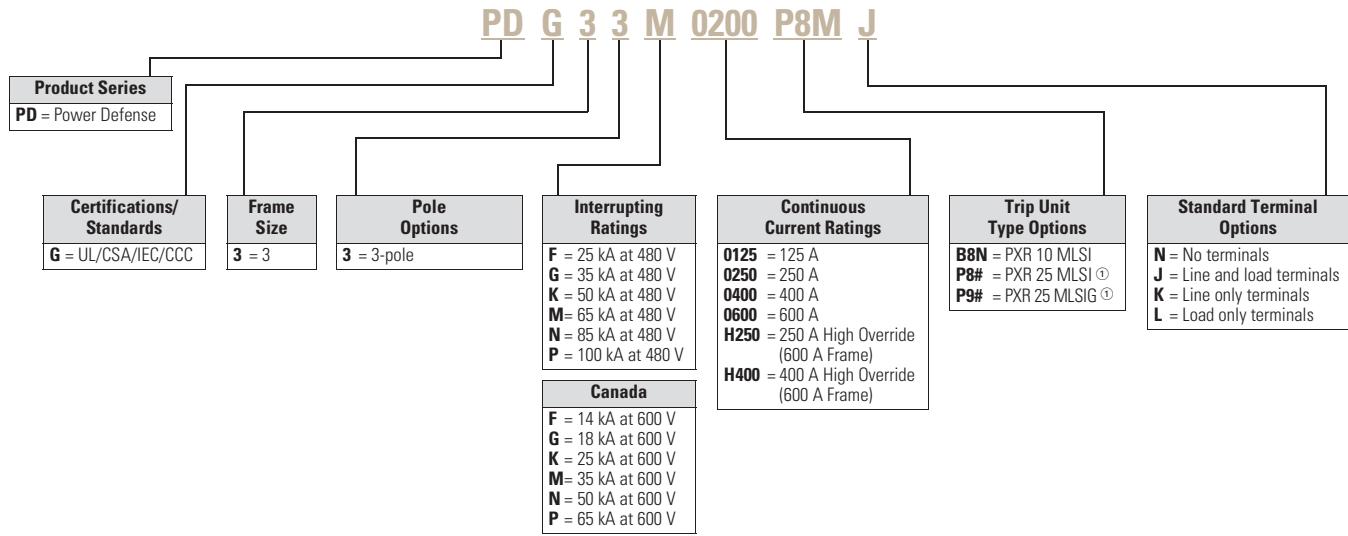 PD G 3 3 M 0200 P8M J
Product Series
PD = Power Defense
Certifications/
Standards
G = UL/CSA/IEC/CCC
Frame
Size
3 = 3
Pole
Options
3 = 3-pole
Interrupting
Ratings
F = 25 kA at 480 V
G = 35 kA at 480 V
K = 50 kA at 480 V
M= 65 kA at 480 V
N = 85 kA at 480 V
P = 100 kA at 480 V
Canada
F = 14 kA at 600 V
G = 18 kA at 600 V
K = 25 kA at 600 V
M= 35 kA at 600 V
N = 50 kA at 600 V
P = 65 kA at 600 V
Continuous
Current Ratings
0125 = 125 A
0250 = 250 A
0400 = 400 A
0600 = 600 A
H250 = 250 A High Override
(600 A Frame)
H400 = 400 A High Override
(600 A Frame)
Trip Unit
Type Options
B8N = PXR 10 MLSI
P8# = PXR 25 MLSI ①
P9# = PXR 25 MLSIG ①
Standard Terminal
Options
N = No terminals
J = Line and load terminals
K = Line only terminals
L = Load only terminals